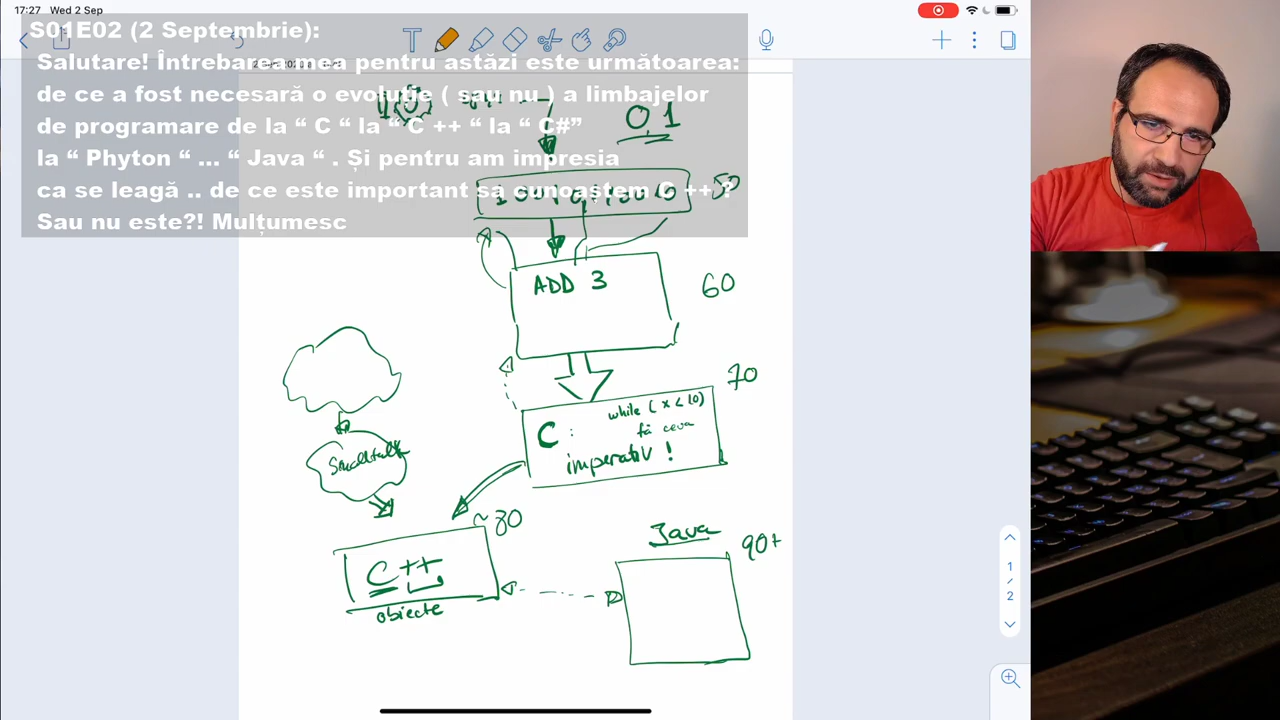 17:27 Wed 2 Sep
S01E02 (2 Septembrie):
Salutare! Întrebarea mea pentru astăzi este următoarea:
de ce a fost necesară o evoluție ( sau nu ) a limbajelor
de programare de la “ C “ la “ C ++ “ la “ C#”
la “ Phyton “ ... “ Java “ . Și pentru am impresia
ca se leagă .. de ce este important sa cunoaștem C ++ ?
Sau nu este?! Mulțumesc
0 1
50
ADD 3
60
70
while ( x < 10)
C :
fă ceva
imperativ !
Smalltalk
~ 80
Java
90+
C++
obiecte
1
/
2